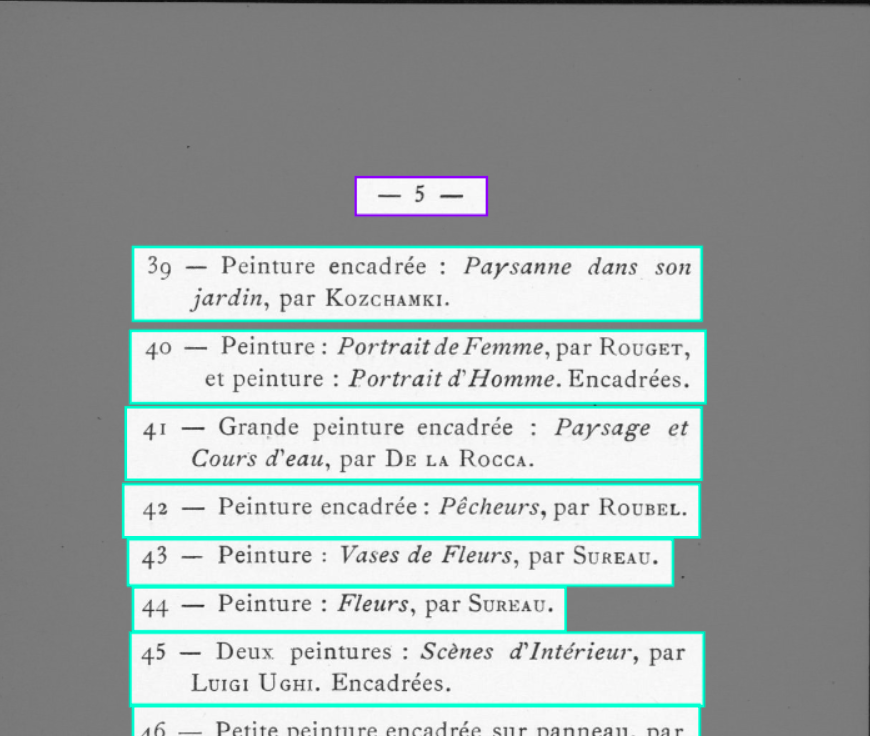 — 5 —
39 — Peinture encadrée : Paysanne dans son
jardin, par Kozchamki.
40 — Peinture : Portrait de Femme, par Rouget,
et peinture : Portrait d'Homme. Encadrées.
41 — Grande peinture encadrée : Paysage et
Cours d'eau, par De la Rocca.
42 — Peinture encadrée : Pêcheurs, par Roubel.
43 — Peinture : Vases de Fleurs, par Sureau.
44 — Peinture : Fleurs, par Sureau.
45 — Deux peintures : Scènes d'Intérieur, par
Luigi Ughi. Encadrées.
46 — Petite peinture encadrée sur panneau, par